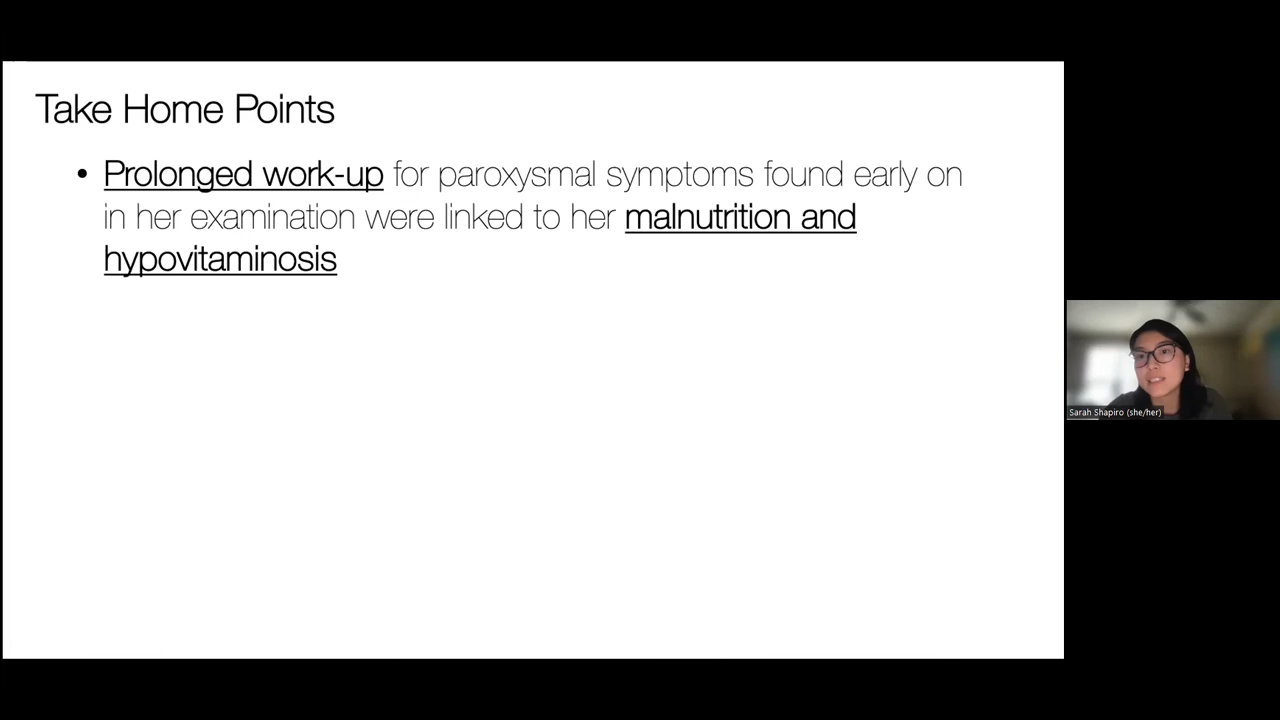 Take Home Points
• Prolonged work-up for paroxysmal symptoms found early on
in her examination were linked to her malnutrition and
hypovitaminosis
Sarah Shapiro (she/her)